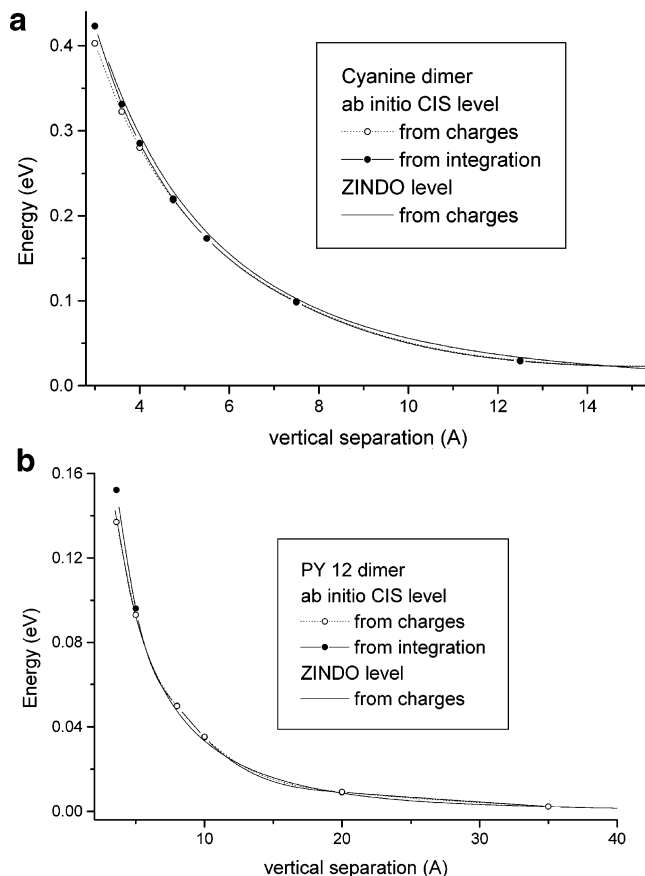 a
0.4
0.3
0.2
0.1
0.0
Energy (eV)
Cyanine dimer
ab initio CIS level
from charges
from integration
ZINDO level
from charges
4 6 8 10 12 14
vertical separation (A)
b
0.16
0.12
0.08
0.04
0.00
Energy (eV)
PY 12 dimer
ab initio CIS level
from charges
from integration
ZINDO level
from charges
10 20 30 40
vertical separation (A)